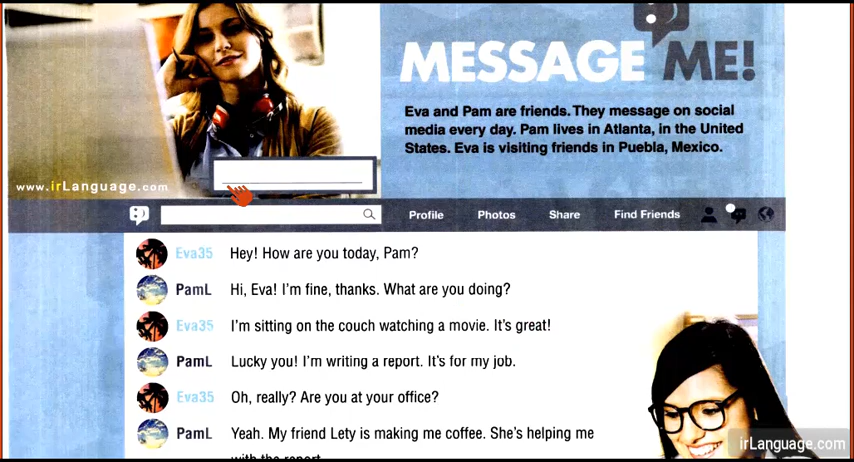 MESSAGE ME!
Eva and Pam are friends. They message on social
media every day. Pam lives in Atlanta, in the United
States. Eva is visiting friends in Puebla, Mexico.
www.irLanguage.com
Profile Photos Share Find Friends
Eva35 Hey! How are you today, Pam?
PamL Hi, Eva! I'm fine, thanks. What are you doing?
Eva35 I'm sitting on the couch watching a movie. It's great!
PamL Lucky you! I'm writing a report. It's for my job.
Eva35 Oh, really? Are you at your office?
PamL Yeah. My friend Lety is making me coffee. She's helping me
with the report.
irLanguage.com